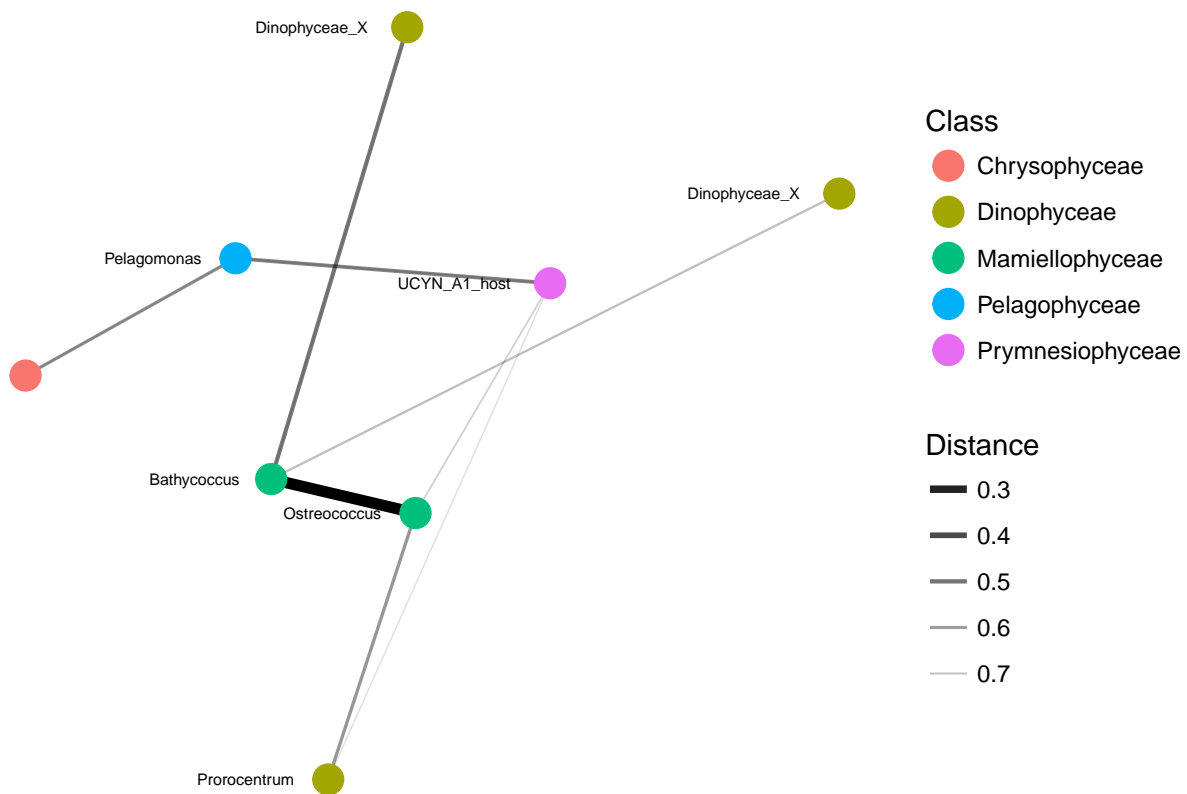 Dinophyceae_X
Dinophyceae_X
Pelagomonas
UCYN_A1_host
Bathycoccus
Ostreococcus
Prorocentrum
Class
Chrysophyceae
Dinophyceae
Mamiellophyceae
Pelagophyceae
Prymnesiophyceae
Distance
0.3
0.4
0.5
0.6
0.7